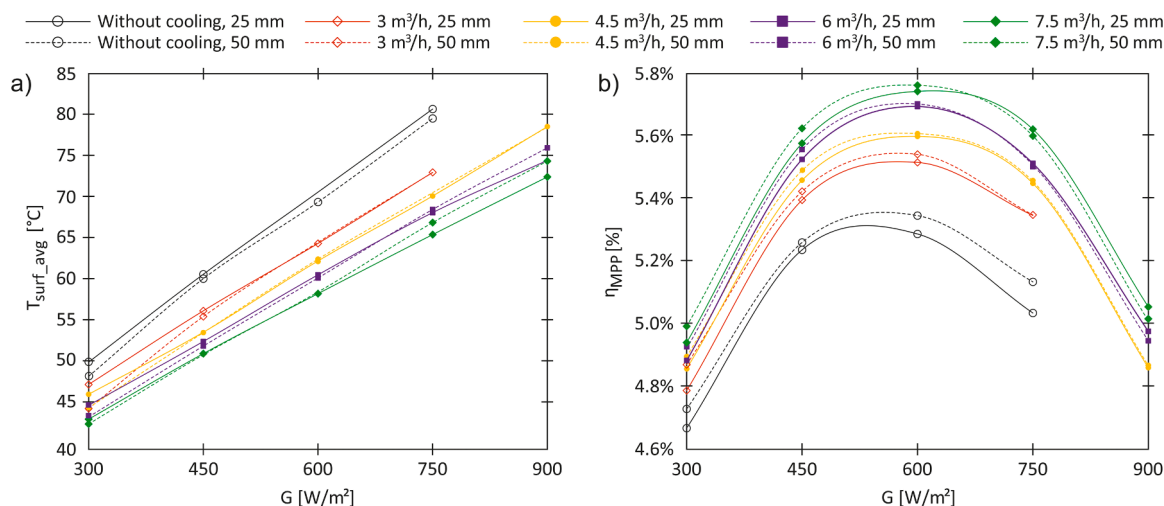 Without cooling, 25 mm 3 m³/h, 25 mm 4.5 m³/h, 25 mm 6 m³/h, 25 mm 7.5 m³/h, 25 mm
Without cooling, 50 mm 3 m³/h, 50 mm 4.5 m³/h, 50 mm 6 m³/h, 50 mm 7.5 m³/h, 50 mm
a)
85
80
75
70
65
60
55
50
45
40
T_surf_avg [°C]
300 450 600 750 900
G [W/m²]
b)
5.8%
5.6%
5.4%
5.2%
5.0%
4.8%
4.6%
η_MPP [%]
300 450 600 750 900
G [W/m²]